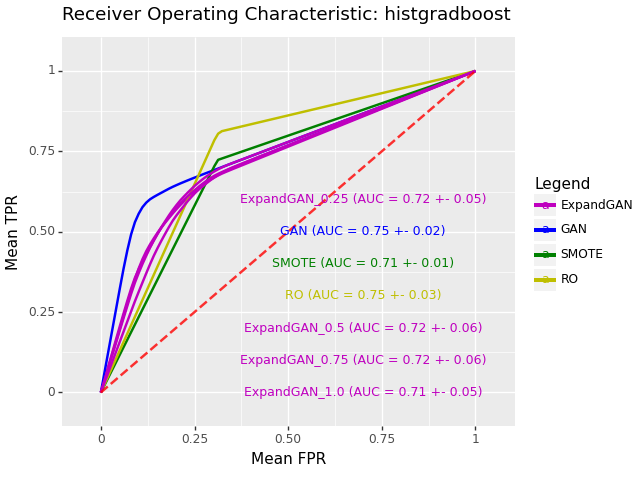 Receiver Operating Characteristic: histgradboost
Mean TPR
1
0.75
0.50
0.25
0
ExpandGAN_0.25 (AUC = 0.72 +- 0.05)
GAN (AUC = 0.75 +- 0.02)
SMOTE (AUC = 0.71 +- 0.01)
RO (AUC = 0.75 +- 0.03)
ExpandGAN_0.5 (AUC = 0.72 +- 0.06)
ExpandGAN_0.75 (AUC = 0.72 +- 0.06)
ExpandGAN_1.0 (AUC = 0.71 +- 0.05)
0 0.25 0.50 0.75 1
Mean FPR
Legend
a ExpandGAN
a GAN
a SMOTE
a RO